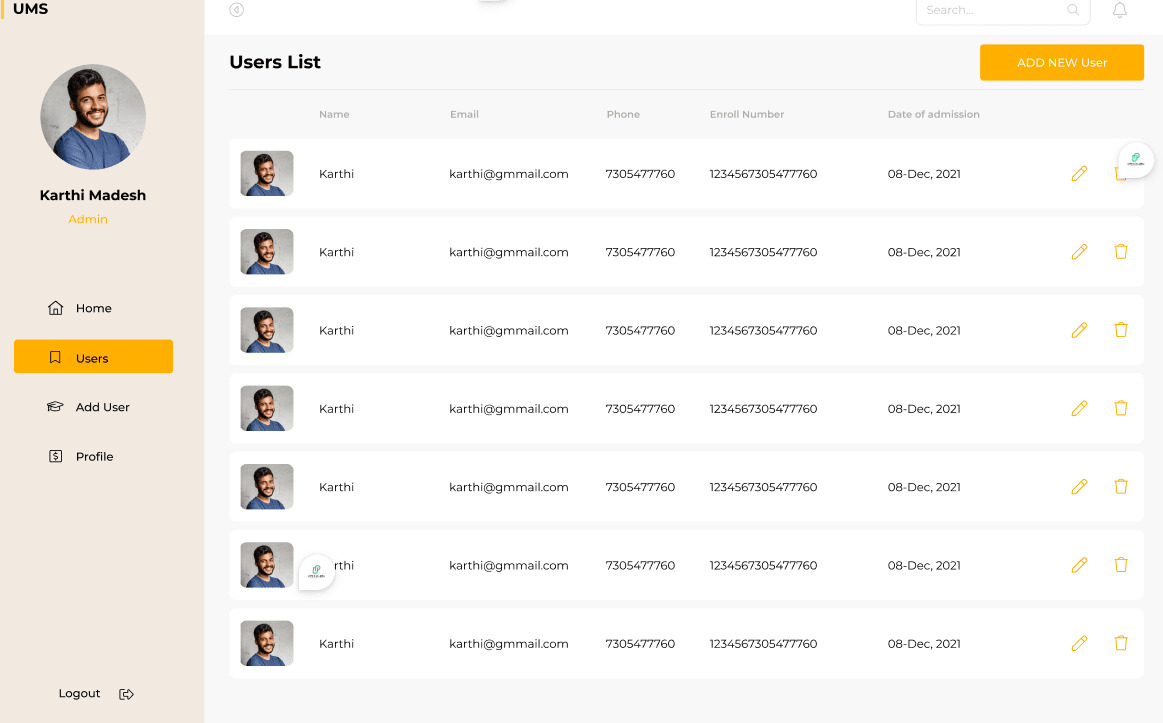 UMS
Search...
Karthi Madesh
Admin
Home
Users
Add User
Profile
Logout
Users List
ADD NEW User
Name Email Phone Enroll Number Date of admission
Karthi karthi@gmmail.com 7305477760 1234567305477760 08-Dec, 2021
Karthi karthi@gmmail.com 7305477760 1234567305477760 08-Dec, 2021
Karthi karthi@gmmail.com 7305477760 1234567305477760 08-Dec, 2021
Karthi karthi@gmmail.com 7305477760 1234567305477760 08-Dec, 2021
Karthi karthi@gmmail.com 7305477760 1234567305477760 08-Dec, 2021
rthi karthi@gmmail.com 7305477760 1234567305477760 08-Dec, 2021
Karthi karthi@gmmail.com 7305477760 1234567305477760 08-Dec, 2021